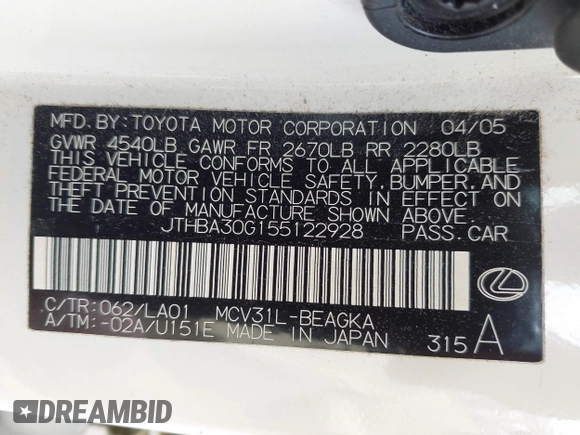 MFD. BY: TOYOTA MOTOR CORPORATION 04/05
GVWR 4540LB GAWR FR 2670LB RR 2280LB
THIS VEHICLE CONFORMS TO ALL APPLICABLE
FEDERAL MOTOR VEHICLE SAFETY, BUMPER, AND
THEFT PREVENTION STANDARDS IN EFFECT ON
THE DATE OF MANUFACTURE SHOWN ABOVE.
JTHBA30G155122928 PASS. CAR
C/TR: 062/LA01 MCV31L-BEAGKA
A/TM: -02A/U151E MADE IN JAPAN 315 A
DREAMBID